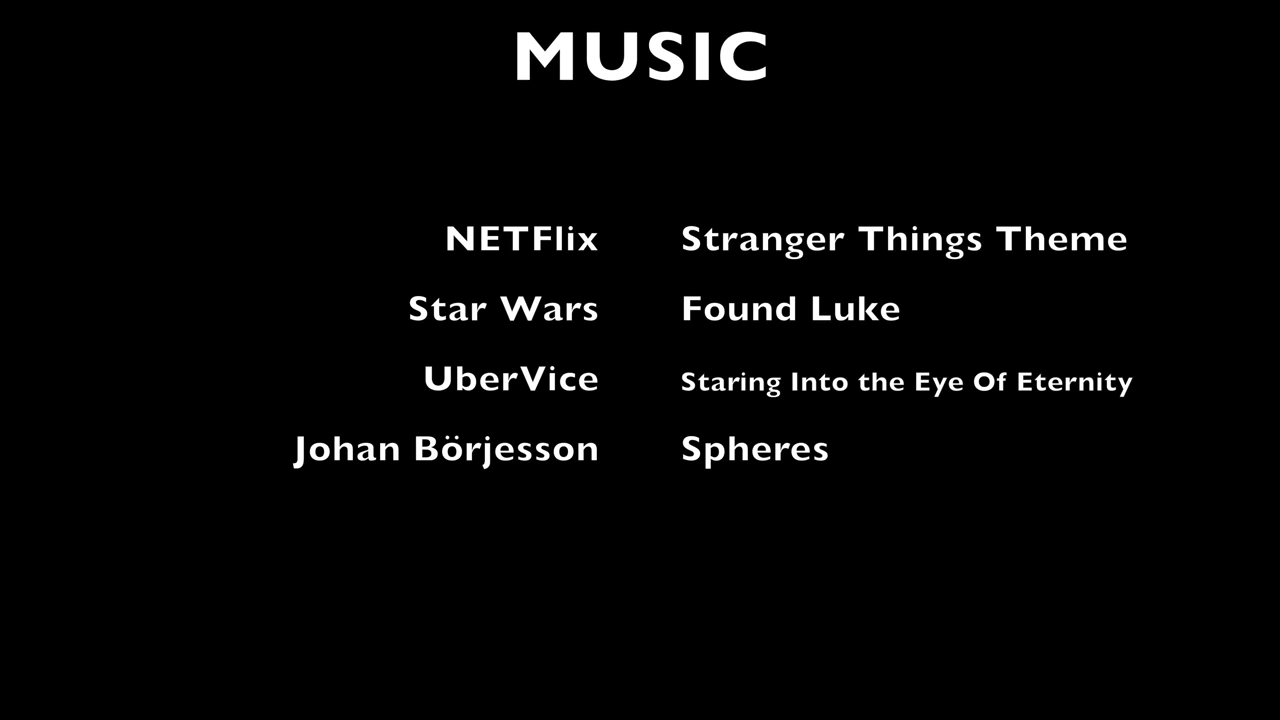 MUSIC
NETFlix Stranger Things Theme
Star Wars Found Luke
UberVice Staring Into the Eye Of Eternity
Johan Börjesson Spheres